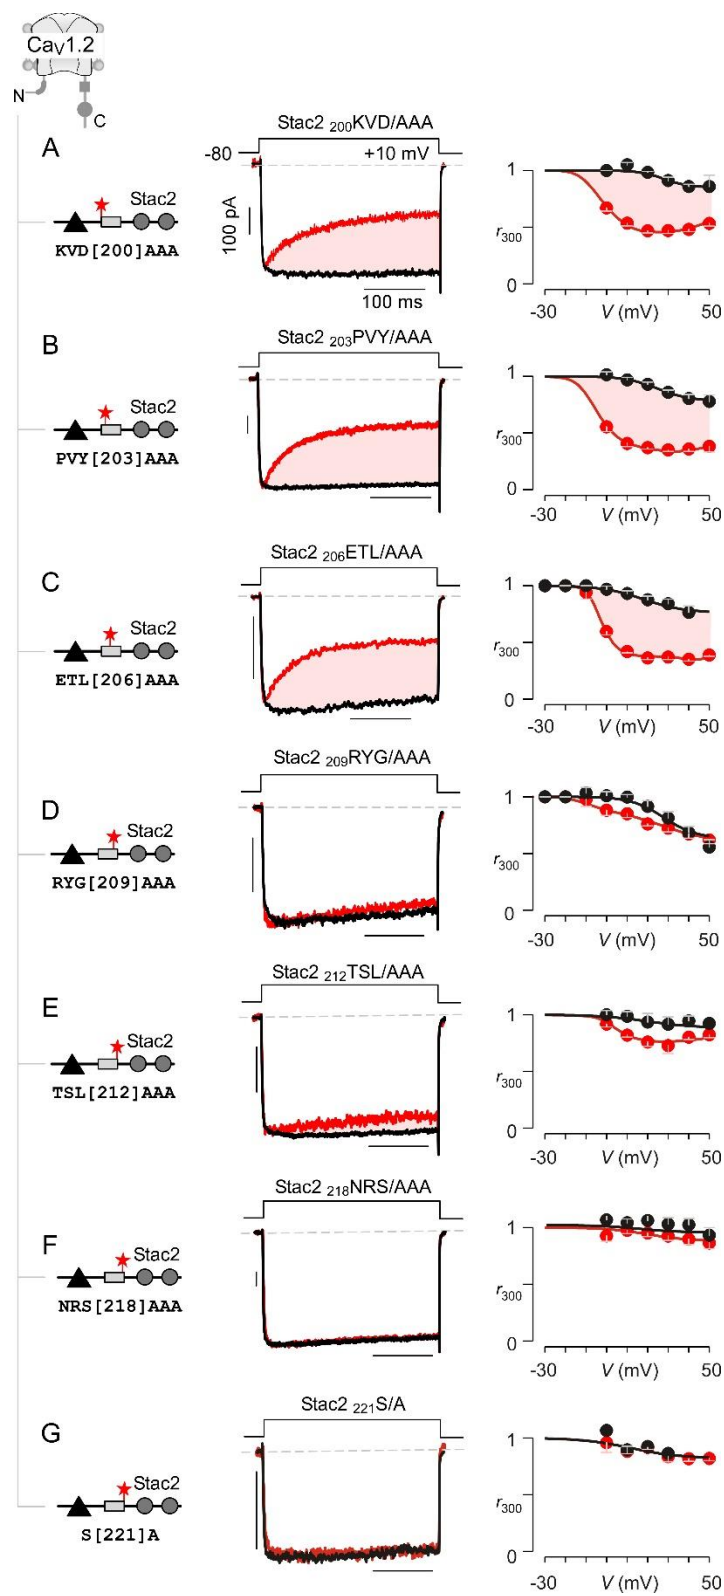 CaV1.2
N
C
A
Stac2
KVD[200]AAA
Stac2 200KVD/AAA
-80
+10 mV
100 pA
100 ms
1
r300
0
-30
V (mV)
50
B
Stac2
PVY[203]AAA
Stac2 203PVY/AAA
1
r300
0
-30
V (mV)
50
C
Stac2
ETL[206]AAA
Stac2 206ETL/AAA
1
r300
0
-30
V (mV)
50
D
Stac2
RYG[209]AAA
Stac2 209RYG/AAA
1
r300
0
-30
V (mV)
50
E
Stac2
TSL[212]AAA
Stac2 212TSL/AAA
1
r300
0
-30
V (mV)
50
F
Stac2
NRS[218]AAA
Stac2 218NRS/AAA
1
r300
0
-30
V (mV)
50
G
Stac2
S[221]A
Stac2 221S/A
1
r300
0
-30
V (mV)
50